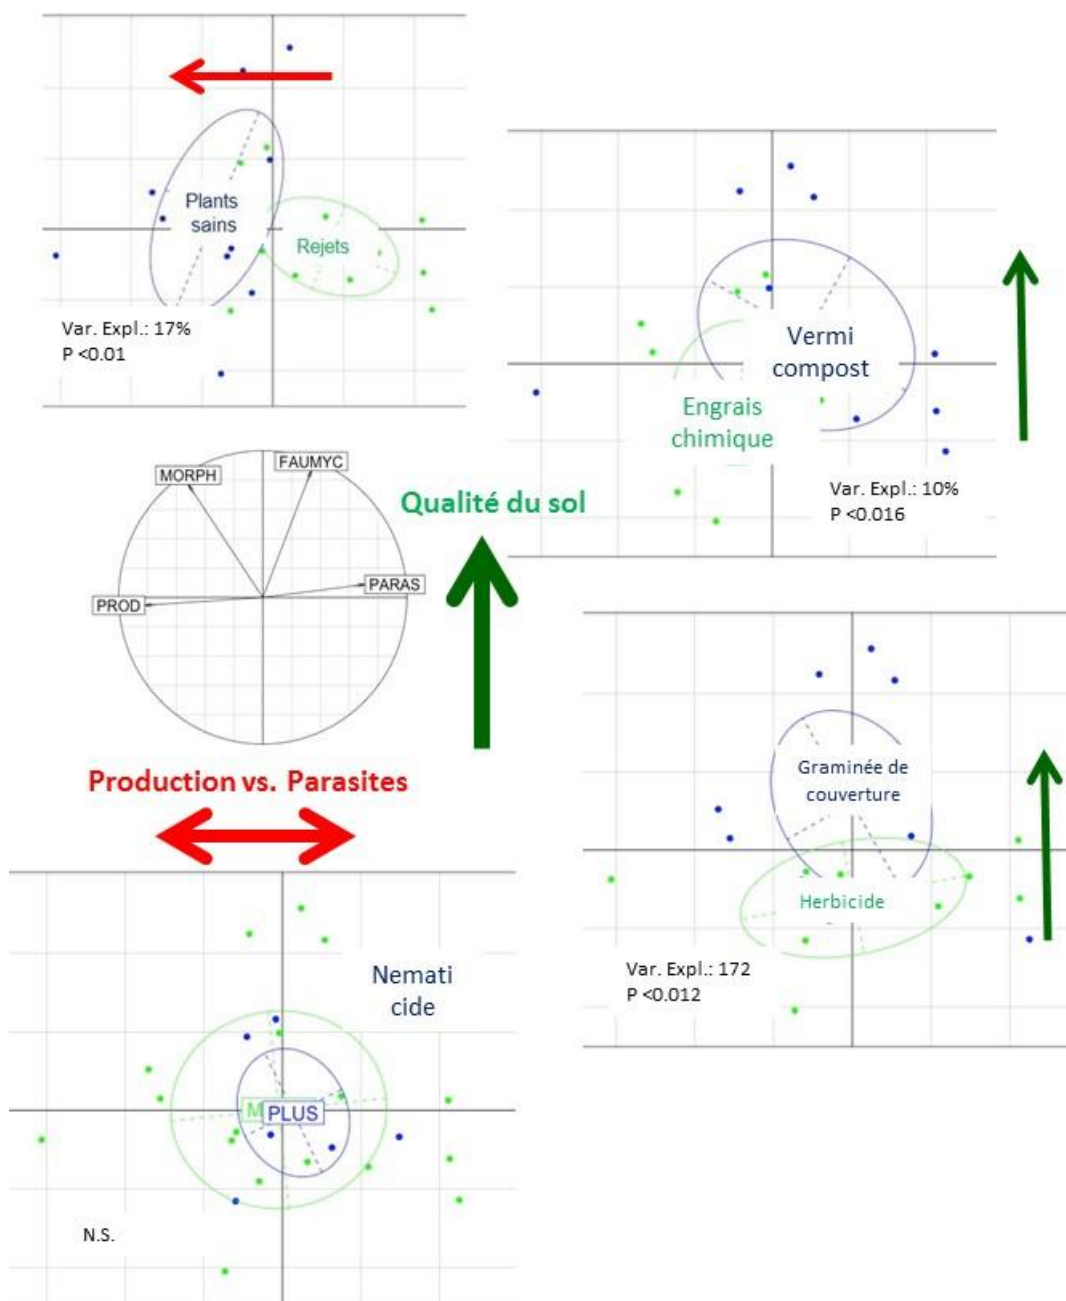 Plants
sains
Rejets
Var. Expl.: 17%
P <0.01
Vermi
compost
Engrais
chimique
Var. Expl.: 10%
P <0.016
MORPH
FAUMYC
PARAS
PROD
Qualité du sol
Production vs. Parasites
Graminée de
couverture
Herbicide
Var. Expl.: 172
P <0.012
Nemati
cide
M
PLUS
N.S.